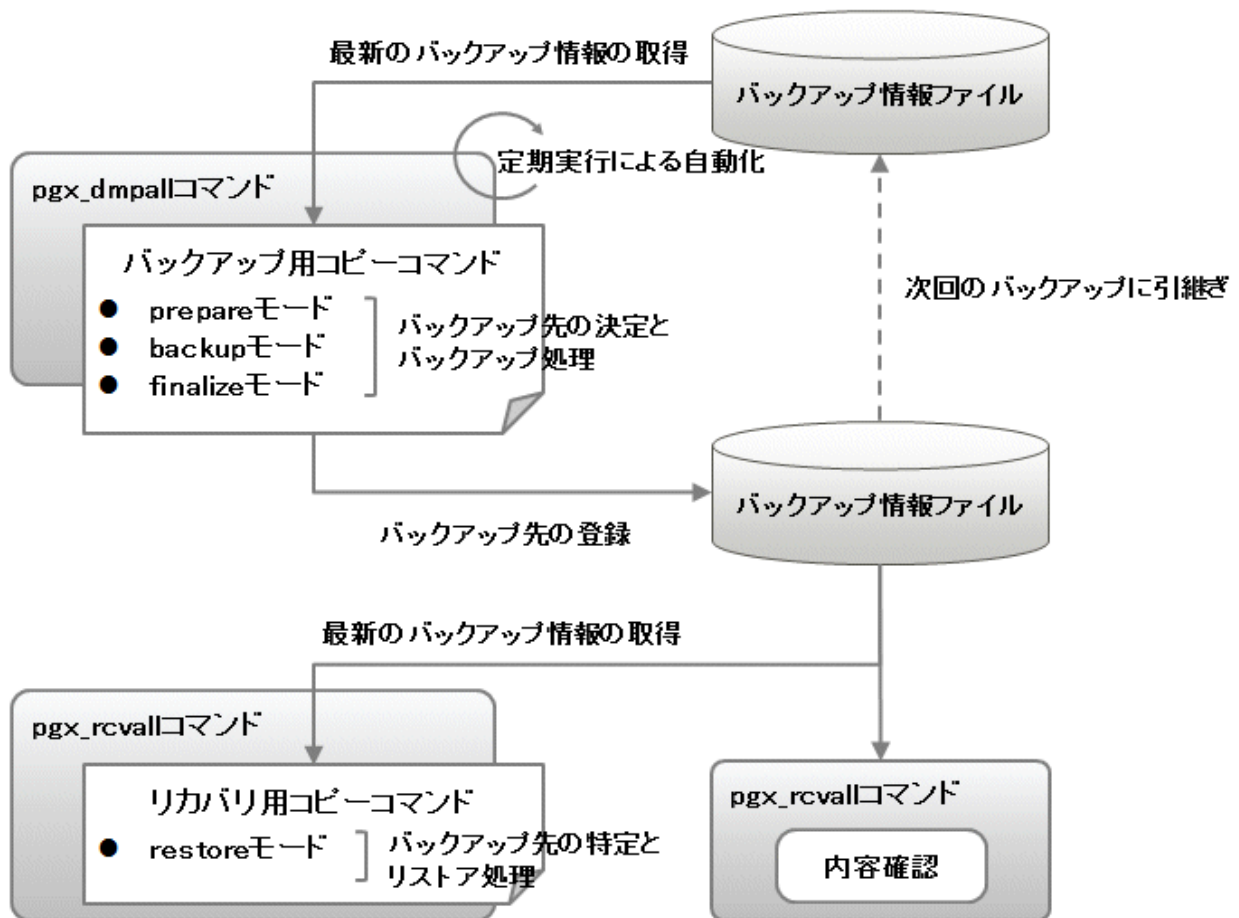 最新のバックアップ情報の取得
バックアップ情報ファイル
定期実行による自動化
pgx_dmpallコマンド
バックアップ用コピーコマンド
● prepareモード
● backupモード
● finalizeモード
バックアップ先の決定と
バックアップ処理
次回のバックアップに引継ぎ
バックアップ情報ファイル
バックアップ先の登録
最新のバックアップ情報の取得
pgx_rcvallコマンド
リカバリ用コピーコマンド
● restoreモード
バックアップ先の特定と
リストア処理
pgx_rcvallコマンド
内容確認